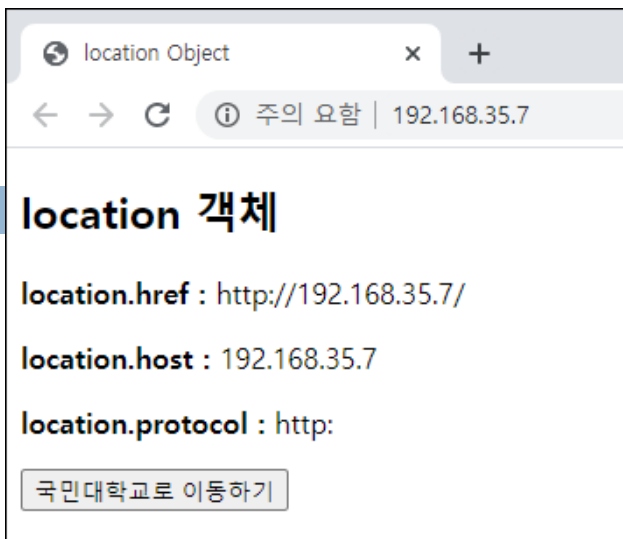 location Object
주의 요함 | 192.168.35.7
location 객체
location.href : http://192.168.35.7/
location.host : 192.168.35.7
location.protocol : http:
국민대학교로 이동하기